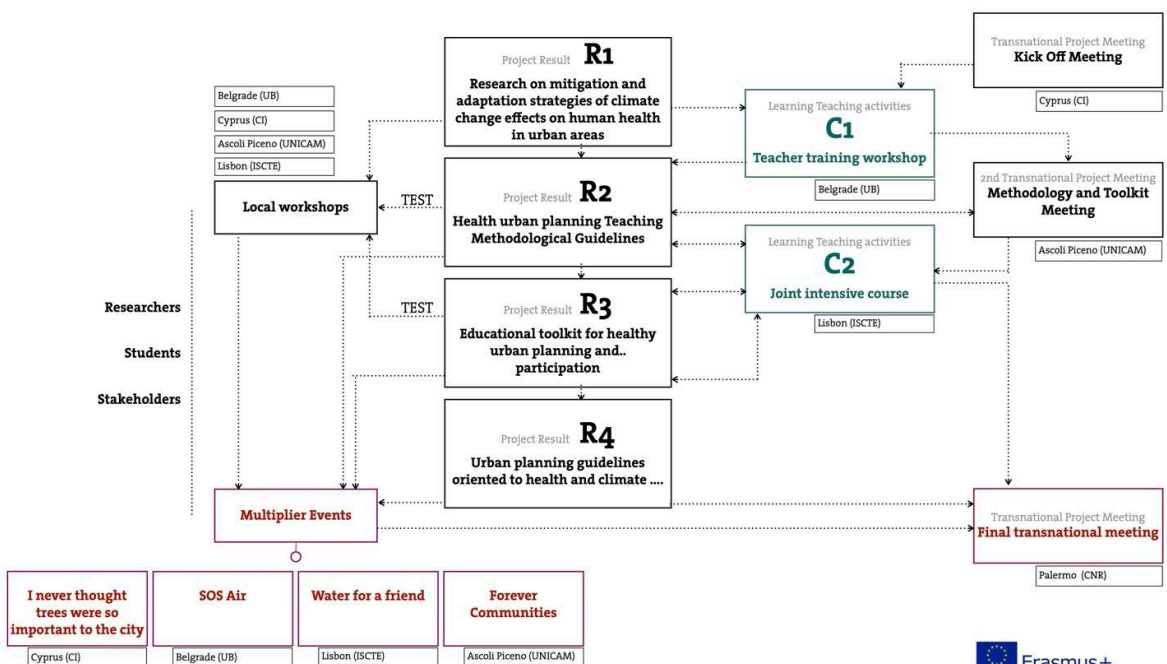 Project Result R1
Research on mitigation and
adaptation strategies of climate
change effects on human health
in urban areas
Transnational Project Meeting
Kick Off Meeting
Cyprus (CI)
Belgrade (UB)
Cyprus (CI)
Ascoli Piceno (UNICAM)
Lisbon (ISCTE)
Local workshops
Learning Teaching activities
C1
Teacher training workshop
Belgrade (UB)
TEST
Project Result R2
Health urban planning Teaching
Methodological Guidelines
2nd Transnational Project Meeting
Methodology and Toolkit
Meeting
Ascoli Piceno (UNICAM)
Learning Teaching activities
C2
Joint intensive course
Lisbon (ISCTE)
Researchers
Students
Stakeholders
TEST
Project Result R3
Educational toolkit for healthy
urban planning and..
participation
Project Result R4
Urban planning guidelines
oriented to health and climate ....
Multiplier Events
Transnational Project Meeting
Final transnational meeting
Palermo (CNR)
I never thought
trees were so
important to the city
Cyprus (CI)
SOS Air
Belgrade (UB)
Water for a friend
Lisbon (ISCTE)
Forever
Communities
Ascoli Piceno (UNICAM)
Erasmus+